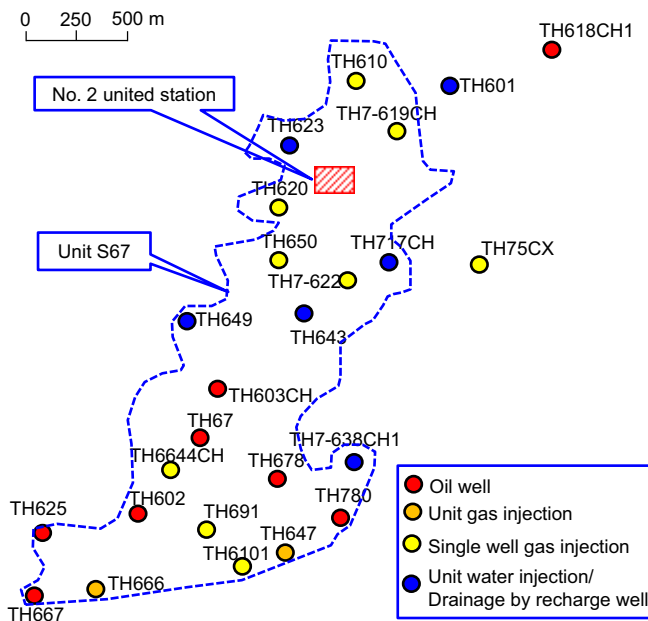 0 250 500 m
TH618CH1
TH610
TH601
No. 2 united station
TH7-619CH
TH623
TH620
Unit S67
TH650
TH717CH
TH75CX
TH7-622
TH649
TH643
TH603CH
TH67
TH7-638CH1
TH6644CH
TH678
TH625
TH602
TH691
TH780
TH647
TH6101
TH666
TH667
Oil well
Unit gas injection
Single well gas injection
Unit water injection/
Drainage by recharge well